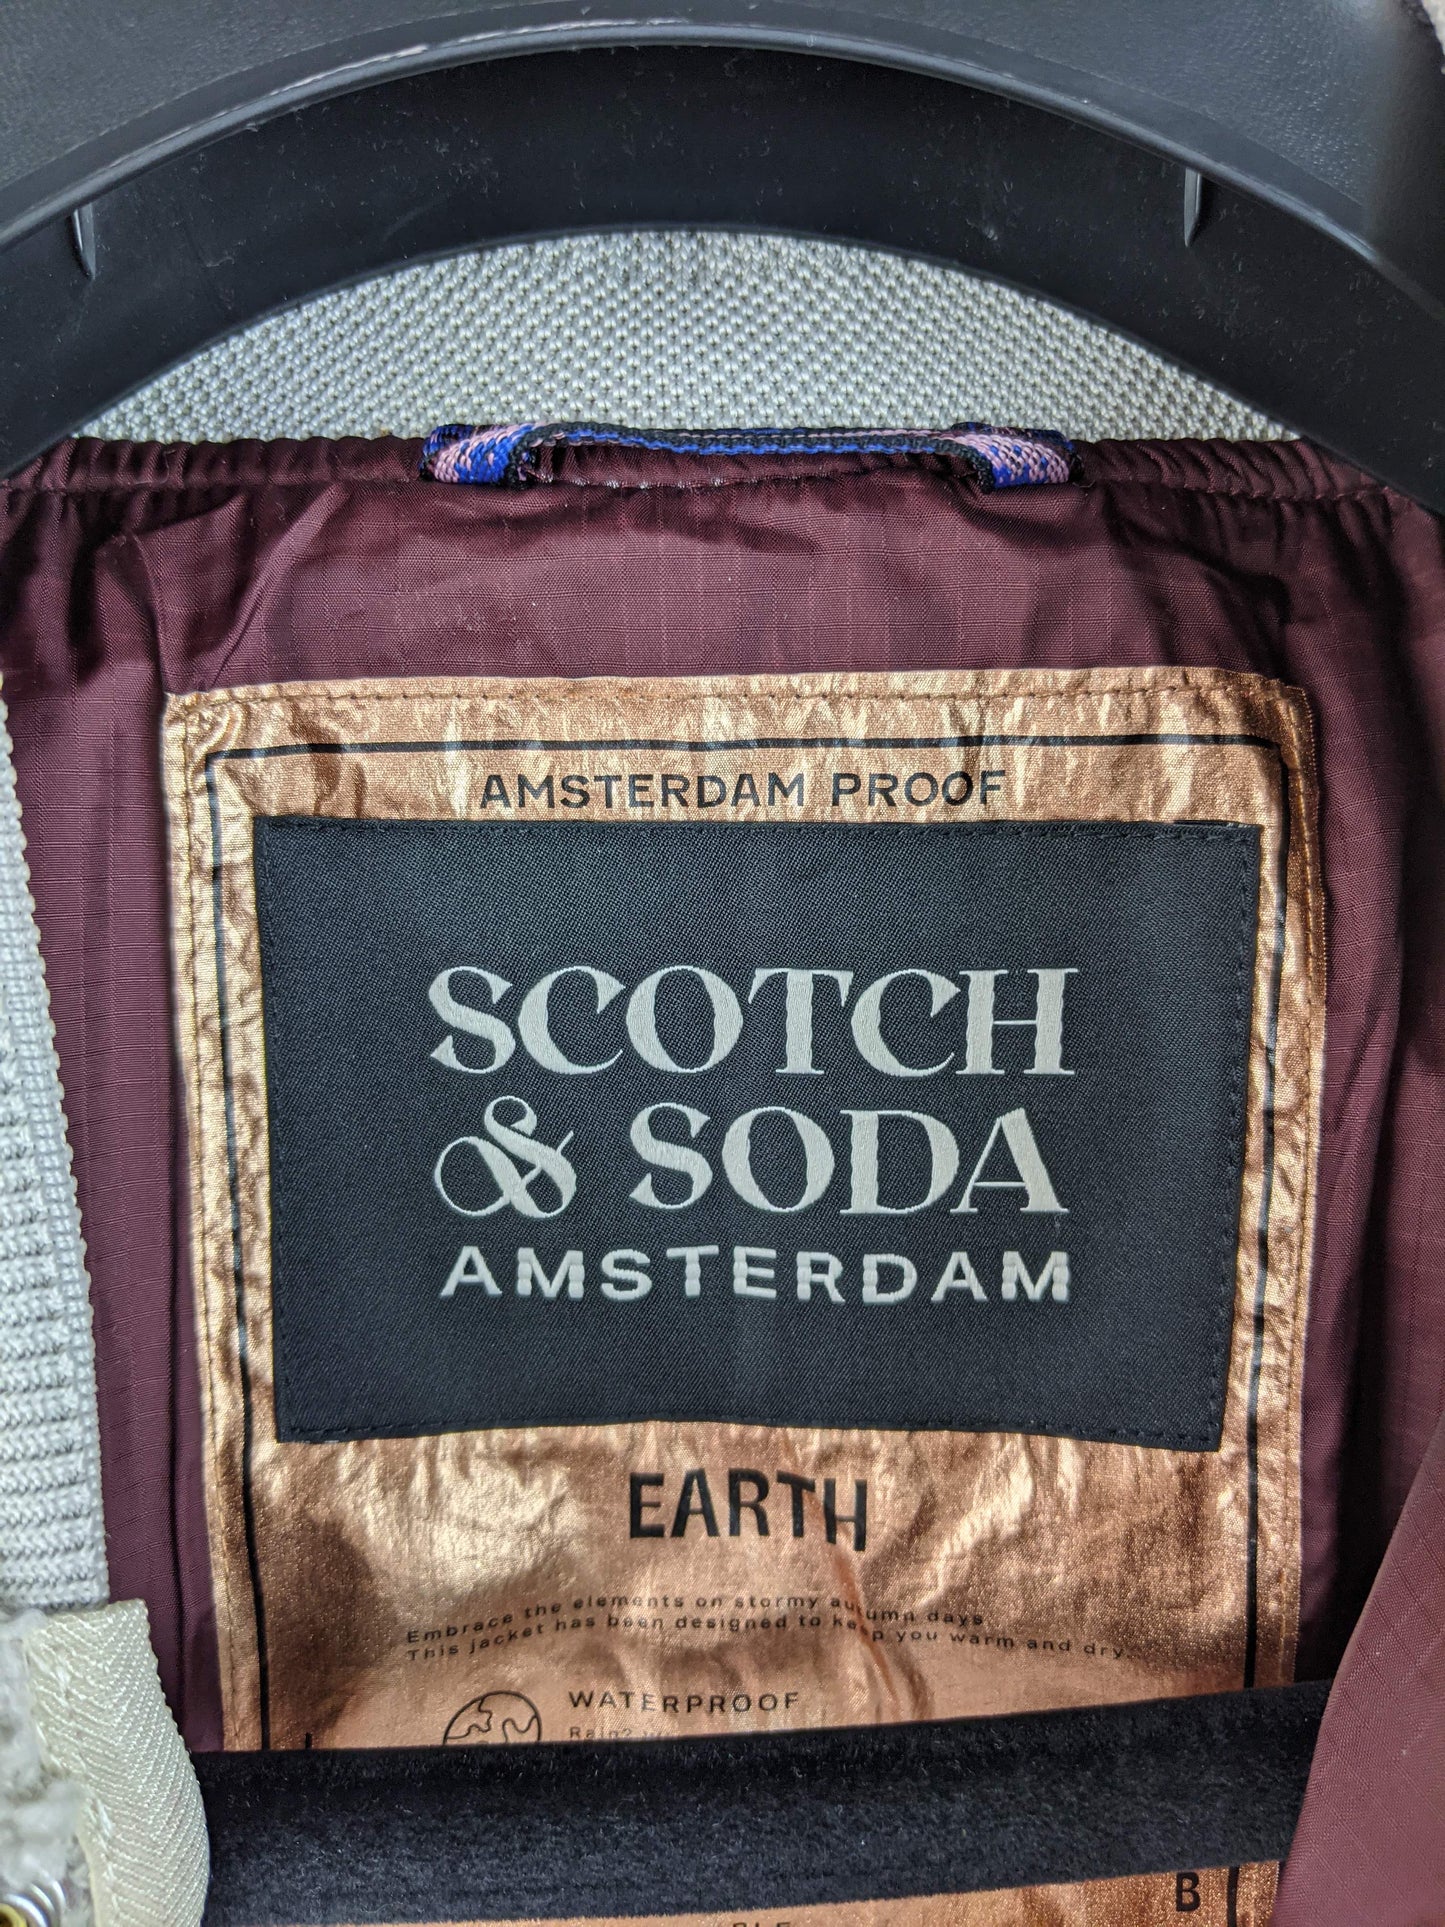 AMSTERDAM PROOF
SCOTCH
& SODA
AMSTERDAM
EARTH
Embrace the elements on stormy autumn days
This jacket has been designed to keep you warm and dry...
WATERPROOF
Rain?
B